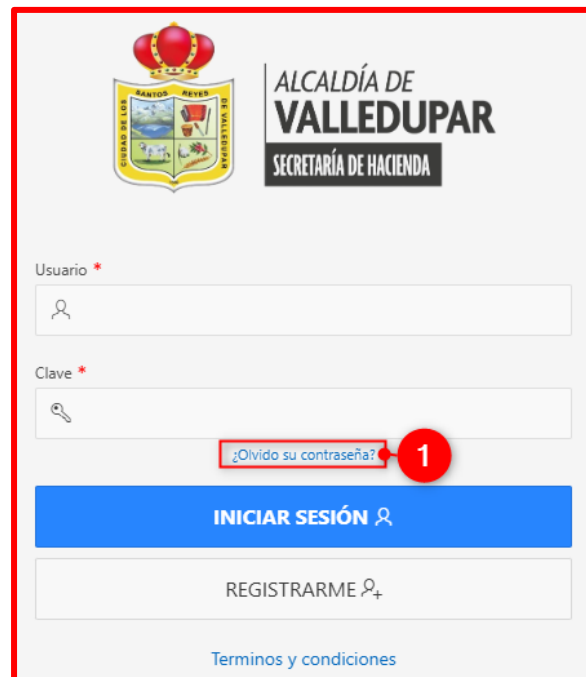 CIUDAD DE LOS
SANTOS REYES
DE VALLEDUPAR
ALCALDÍA DE
VALLEDUPAR
SECRETARÍA DE HACIENDA
Usuario *
Clave *
¿Olvido su contraseña?
1
INICIAR SESIÓN
REGISTRARME
Terminos y condiciones